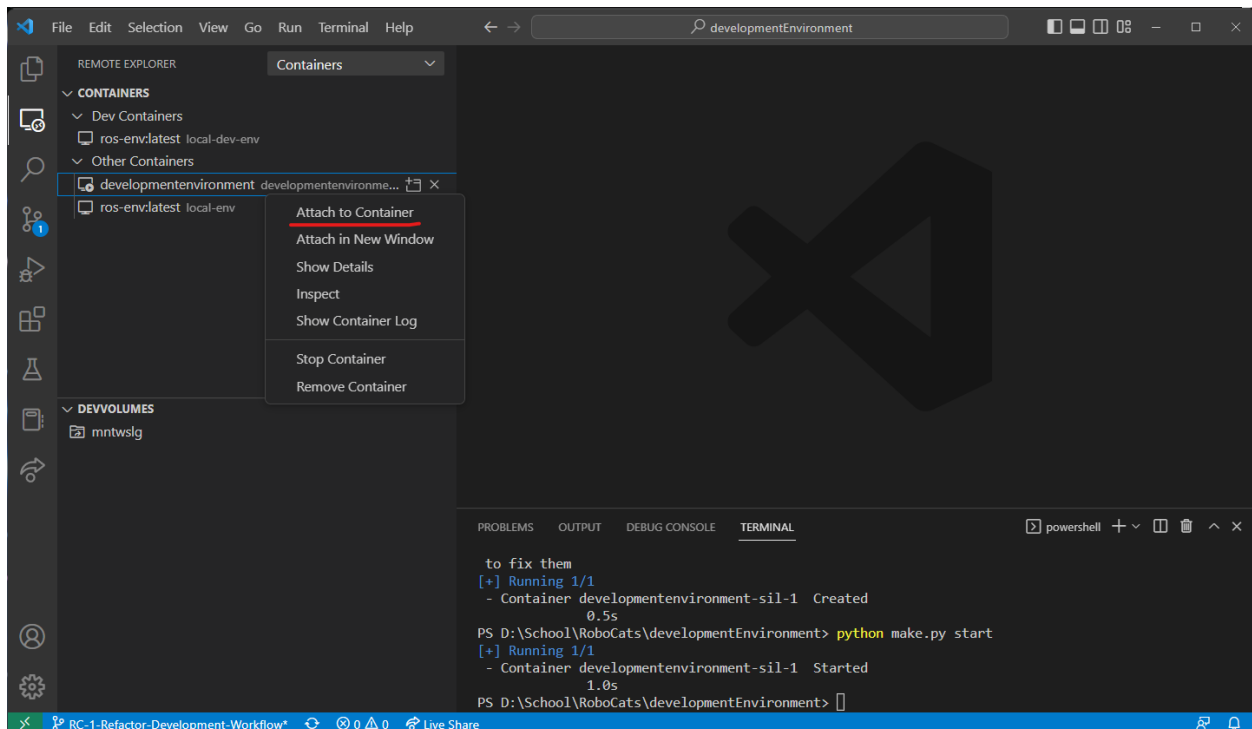 File Edit Selection View Go Run Terminal Help developmentEnvironment
REMOTE EXPLORER Containers
CONTAINERS
Dev Containers
ros-env:latest local-dev-env
Other Containers
developmentenvironment developmentenvironme...
ros-env:latest local-env
Attach to Container
Attach in New Window
Show Details
Inspect
Show Container Log
Stop Container
Remove Container
1
DEVVOLUMES
mntwslg
PROBLEMS OUTPUT DEBUG CONSOLE TERMINAL powershell
to fix them
[+] Running 1/1
- Container developmentenvironment-sil-1 Created
0.5s
PS D:\School\RoboCats\developmentEnvironment> python make.py start
[+] Running 1/1
- Container developmentenvironment-sil-1 Started
1.0s
PS D:\School\RoboCats\developmentEnvironment>
RC-1-Refactor-Development-Workflow* 0 0 Live Share